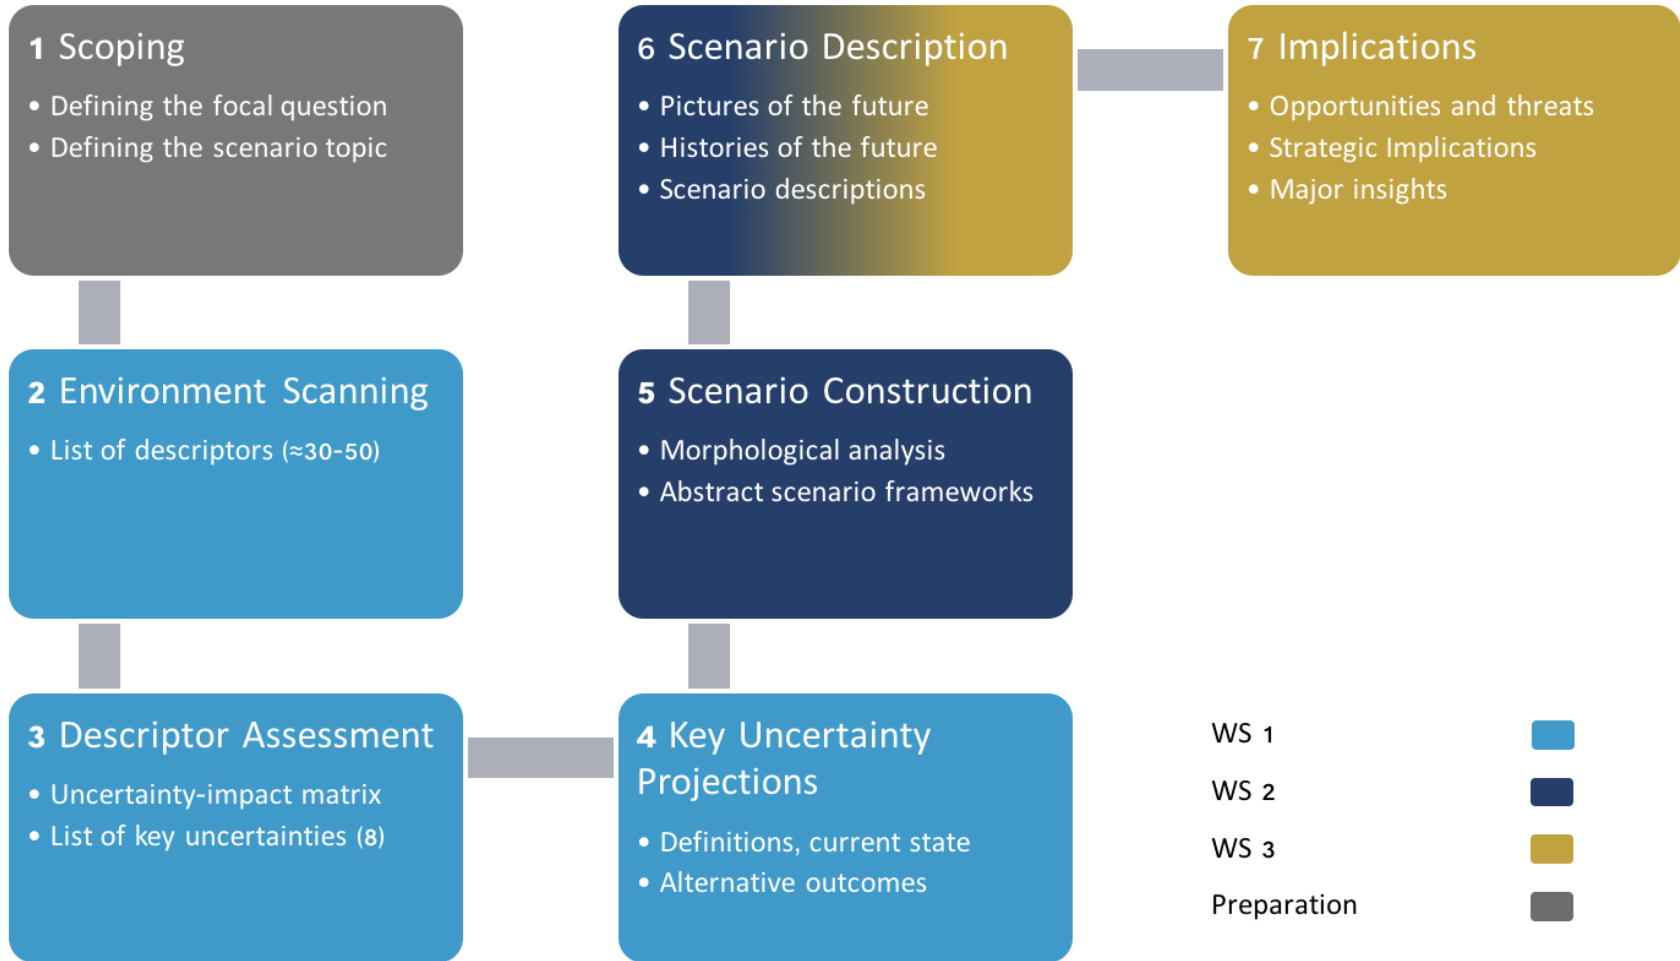 1 Scoping
• Defining the focal question
• Defining the scenario topic
2 Environment Scanning
• List of descriptors (≈30-50)
3 Descriptor Assessment
• Uncertainty-impact matrix
• List of key uncertainties (8)
4 Key Uncertainty
Projections
• Definitions, current state
• Alternative outcomes
5 Scenario Construction
• Morphological analysis
• Abstract scenario frameworks
6 Scenario Description
• Pictures of the future
• Histories of the future
• Scenario descriptions
7 Implications
• Opportunities and threats
• Strategic Implications
• Major insights
WS 1
WS 2
WS 3
Preparation